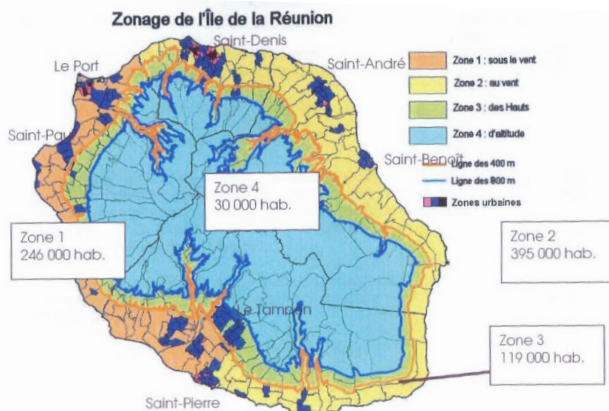 Zonage de l'Île de la Réunion
Saint-Denis
Saint-André
Le Port
Saint-Pau
Saint-Benoît
Le Tampon
Saint-Pierre
Zone 1 : sous le vent
Zone 2 : au vent
Zone 3 : des Hauts
Zone 4 : d'altitude
Ligne des 400 m
Ligne des 800 m
Zones urbaines
Zone 4
30 000 hab.
Zone 1
246 000 hab.
Zone 2
395 000 hab.
Zone 3
119 000 hab.